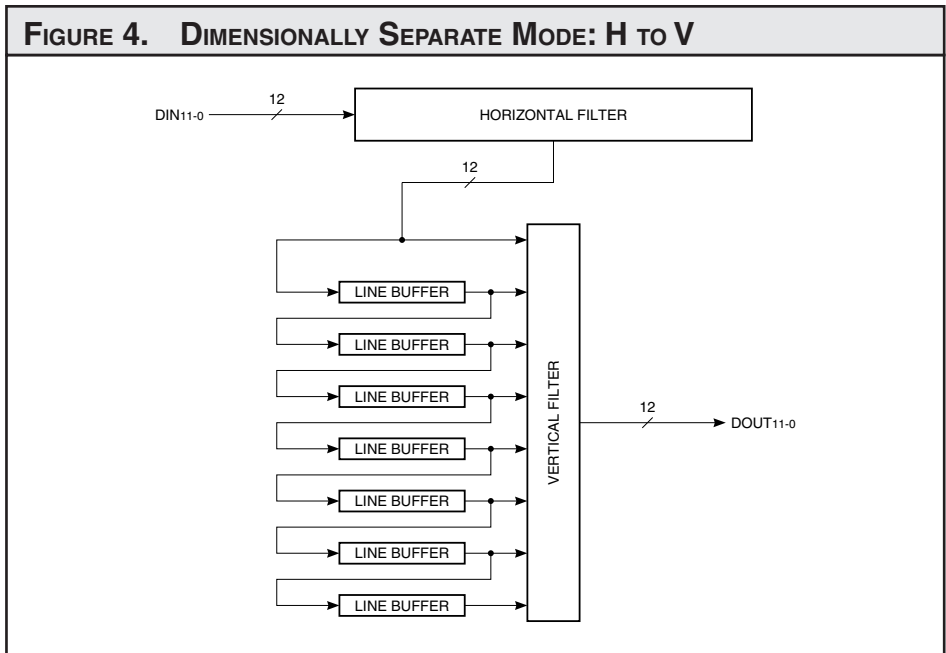 FIGURE 4. DIMENSIONALLY SEPARATE MODE: H TO V
DIN11-0
12
HORIZONTAL FILTER
12
LINE BUFFER
LINE BUFFER
LINE BUFFER
LINE BUFFER
LINE BUFFER
LINE BUFFER
LINE BUFFER
VERTICAL FILTER
12
DOUT11-0